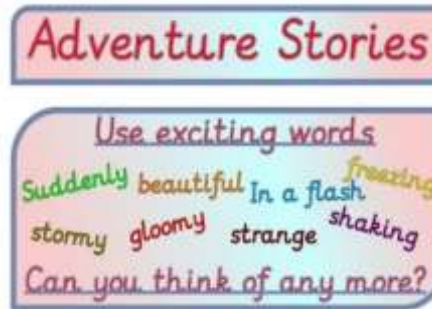 Adventure Stories
Use exciting words
Suddenly beautiful In a flash freezing
stormy gloomy strange shaking
Can you think of any more?